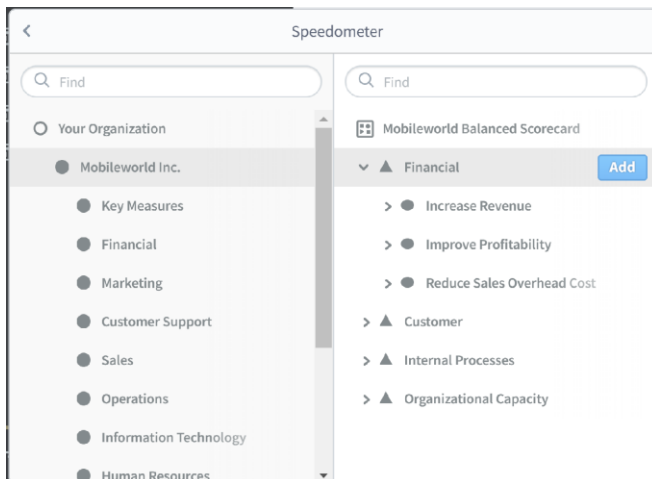 Speedometer
Find
Your Organization
Mobileworld Inc.
Key Measures
Financial
Marketing
Customer Support
Sales
Operations
Information Technology
Human Resources
Find
Mobileworld Balanced Scorecard
Financial
Add
Increase Revenue
Improve Profitability
Reduce Sales Overhead Cost
Customer
Internal Processes
Organizational Capacity